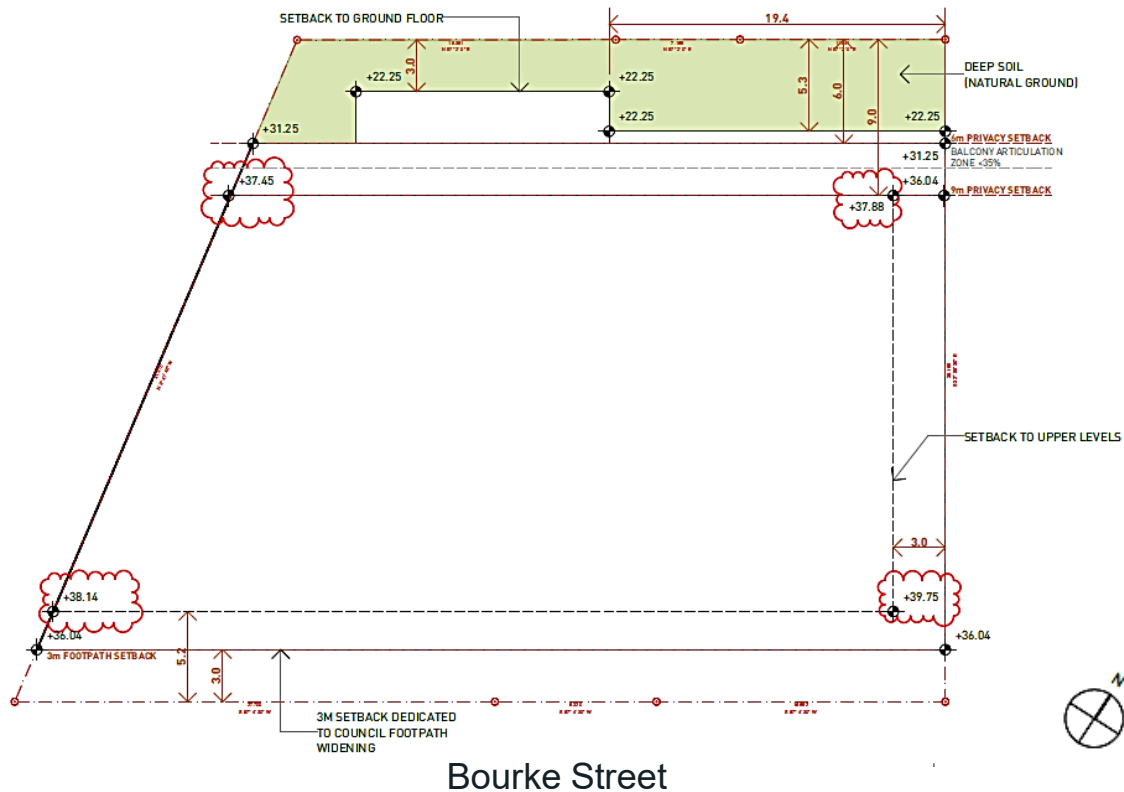 SETBACK TO GROUND FLOOR
19.4
3.0
5.3
6.0
9.0
DEEP SOIL
(NATURAL GROUND)
+22.25
+22.25
+22.25
+22.25
+31.25
6m PRIVACY SETBACK
BALCONY ARTICULATION
ZONE <35%
+31.25
+37.45
+36.04
9m PRIVACY SETBACK
+37.88
SETBACK TO UPPER LEVELS
3.0
+38.14
+39.75
+36.04
+36.04
3m FOOTPATH SETBACK
5.2
3.0
3M SETBACK DEDICATED
TO COUNCIL FOOTPATH
WIDENING
N
Bourke Street